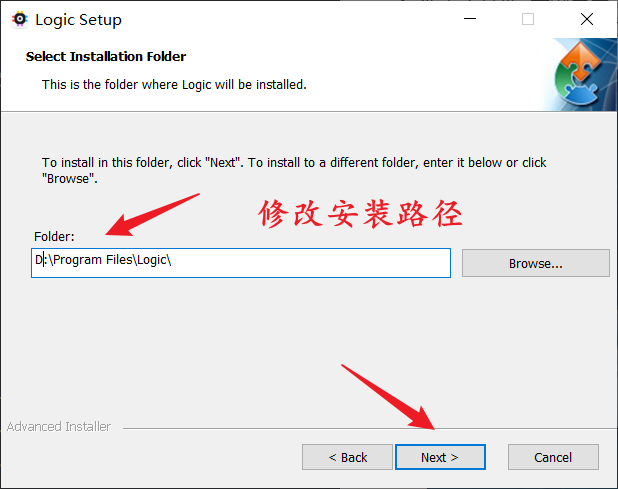 Logic Setup
Select Installation Folder
This is the folder where Logic will be installed.
To install in this folder, click "Next". To install to a different folder, enter it below or click
"Browse".
修改安装路径
Folder:
D:\Program Files\Logic\
Browse...
Advanced Installer
< Back
Next >
Cancel